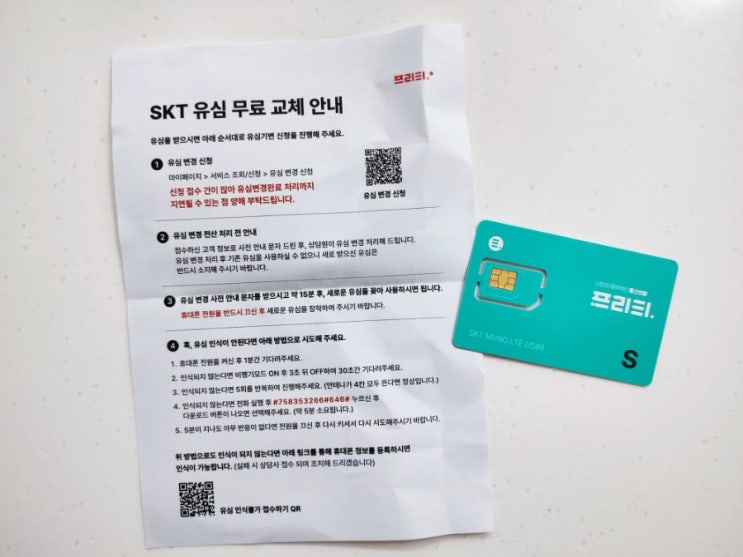 프리티.
SKT 유심 무료 교체 안내
유심을 받으시면 아래 순서대로 유심기변 신청을 진행해 주세요.
1 유심 변경 신청
마이페이지 > 서비스 조회/신청 > 유심 변경 신청
신청 접수 건이 많아 유심변경완료 처리까지
지연될 수 있는 점 양해 부탁드립니다.
유심 변경 신청
2 유심 변경 전산 처리 전 안내
접수하신 고객 정보로 사전 안내 문자 드린 후, 상담원이 유심 변경 처리해 드립니다.
유심 변경 처리 후 기존 유심을 사용하실 수 없으니 새로 받으신 유심은
반드시 소지해 주시기 바랍니다.
3 유심 변경 사전 안내 문자를 받으시고 약 15분 후, 새로운 유심을 꽂아 사용하시면 됩니다.
휴대폰 전원을 반드시 끄신 후 새로운 유심을 장착하여 주시기 바랍니다.
4 혹, 유심 인식이 안된다면 아래 방법으로 시도해 주세요.
1. 휴대폰 전원을 켜신 후 1분간 기다려주세요.
2. 인식되지 않는다면 비행기모드 ON 후 3초 뒤 OFF하여 30초간 기다려주세요.
3. 인식되지 않는다면 5회를 반복하여 진행해주세요. (안테나가 4칸 모두 뜬다면 정상입니다.)
4. 인식되지 않는다면 전화 실행 후 #758353266#646# 누르신 후
다운로드 버튼이 나오면 선택해주세요. (약 5분 소요됩니다.)
5. 5분이 지나도 아무 반응이 없다면 전원을 끄신 후 다시 키셔서 다시 시도해주시기 바랍니다.
위 방법으로도 인식이 되지 않는다면 아래 링크를 통해 휴대폰 정보를 등록하시면
인식이 가능합니다. (실패 시 상담사 접수 되며 조치해 드리겠습니다)
유심 인식불가 접수하기 QR
통신생활
프리티.
SKT MVNO LTE USIM
S